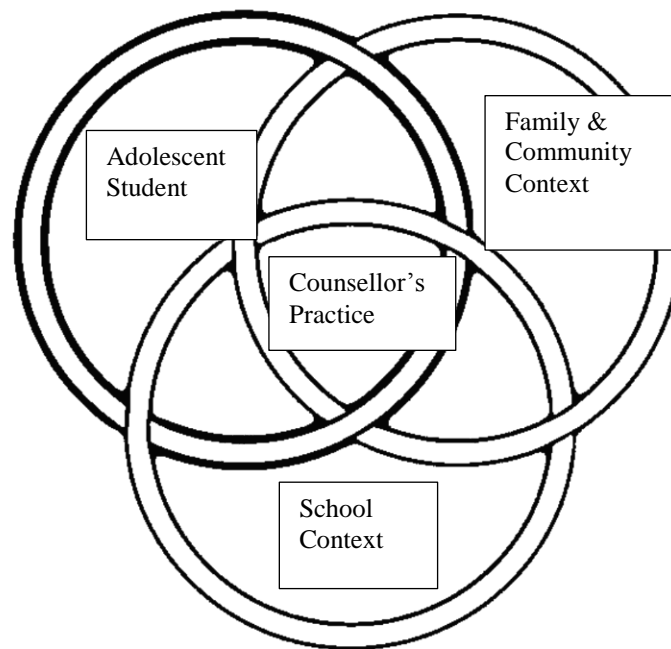 Adolescent
Student
Family &
Community
Context
Counsellor’s
Practice
School
Context